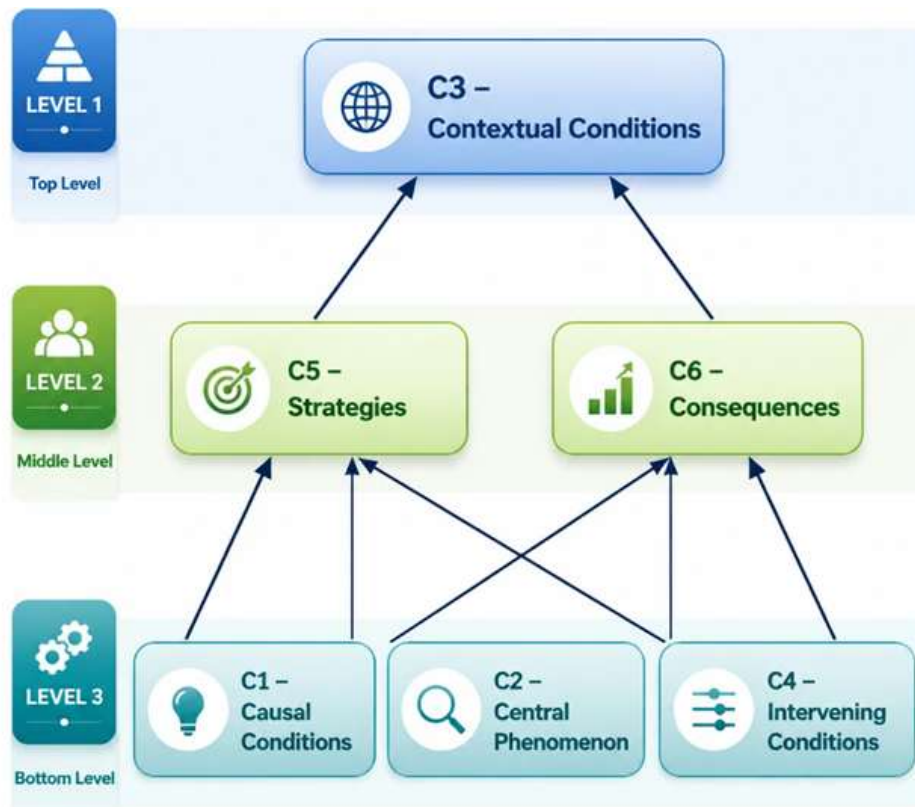 LEVEL 1
Top Level
C3 –
Contextual Conditions
LEVEL 2
Middle Level
C5 –
Strategies
C6 –
Consequences
LEVEL 3
Bottom Level
C1 –
Causal
Conditions
C2 –
Central
Phenomenon
C4 –
Intervening
Conditions